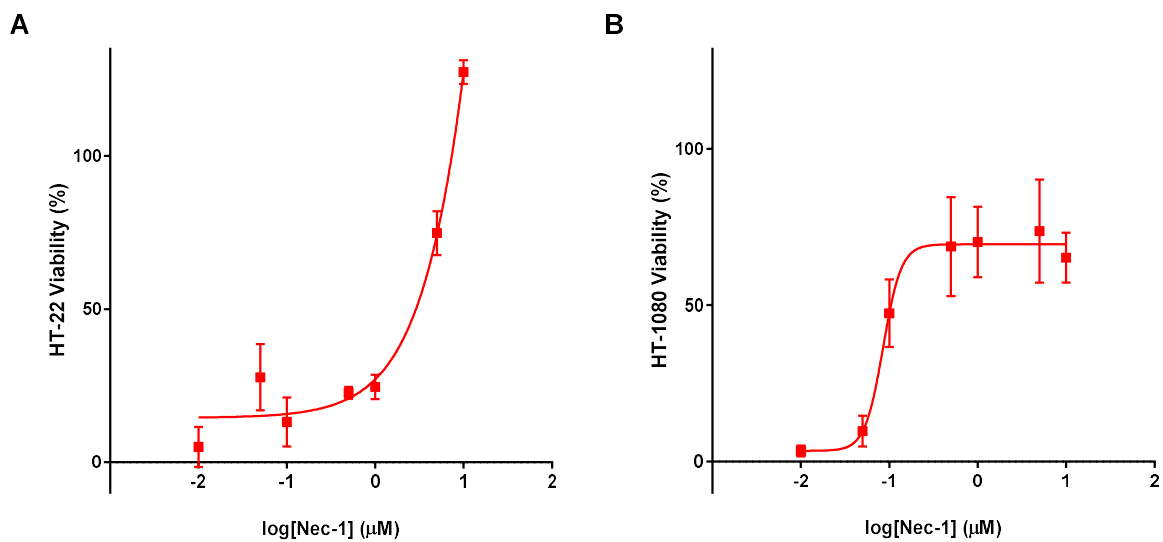 A
HT-22 Viability (%)
100
50
0
-2 -1 0 1 2
log[Nec-1] (μM)
B
HT-1080 Viability (%)
100
50
0
-2 -1 0 1 2
log[Nec-1] (μM)